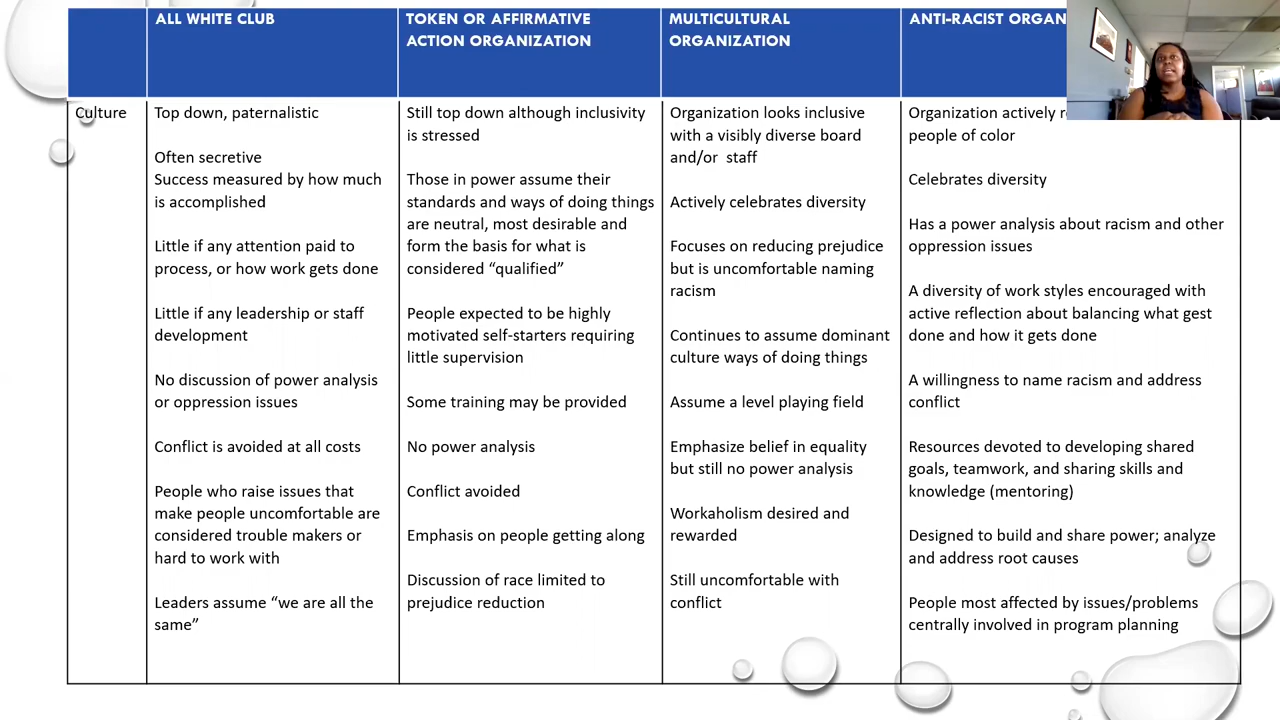 ALL WHITE CLUB
TOKEN OR AFFIRMATIVE
ACTION ORGANIZATION
MULTICULTURAL
ORGANIZATION
ANTI-RACIST ORGAN
Culture
Top down, paternalistic
Often secretive
Success measured by how much
is accomplished
Little if any attention paid to
process, or how work gets done
Little if any leadership or staff
development
No discussion of power analysis
or oppression issues
Conflict is avoided at all costs
People who raise issues that
make people uncomfortable are
considered trouble makers or
hard to work with
Leaders assume “we are all the
same”
Still top down although inclusivity
is stressed
Those in power assume their
standards and ways of doing things
are neutral, most desirable and
form the basis for what is
considered “qualified”
People expected to be highly
motivated self-starters requiring
little supervision
Some training may be provided
No power analysis
Conflict avoided
Emphasis on people getting along
Discussion of race limited to
prejudice reduction
Organization looks inclusive
with a visibly diverse board
and/or staff
Actively celebrates diversity
Focuses on reducing prejudice
but is uncomfortable naming
racism
Continues to assume dominant
culture ways of doing things
Assume a level playing field
Emphasize belief in equality
but still no power analysis
Workaholism desired and
rewarded
Still uncomfortable with
conflict
Organization actively
people of color
Celebrates diversity
Has a power analysis about racism and other
oppression issues
A diversity of work styles encouraged with
active reflection about balancing what gest
done and how it gets done
A willingness to name racism and address
conflict
Resources devoted to developing shared
goals, teamwork, and sharing skills and
knowledge (mentoring)
Designed to build and share power; analyze
and address root causes
People most affected by issues/problems
centrally involved in program planning